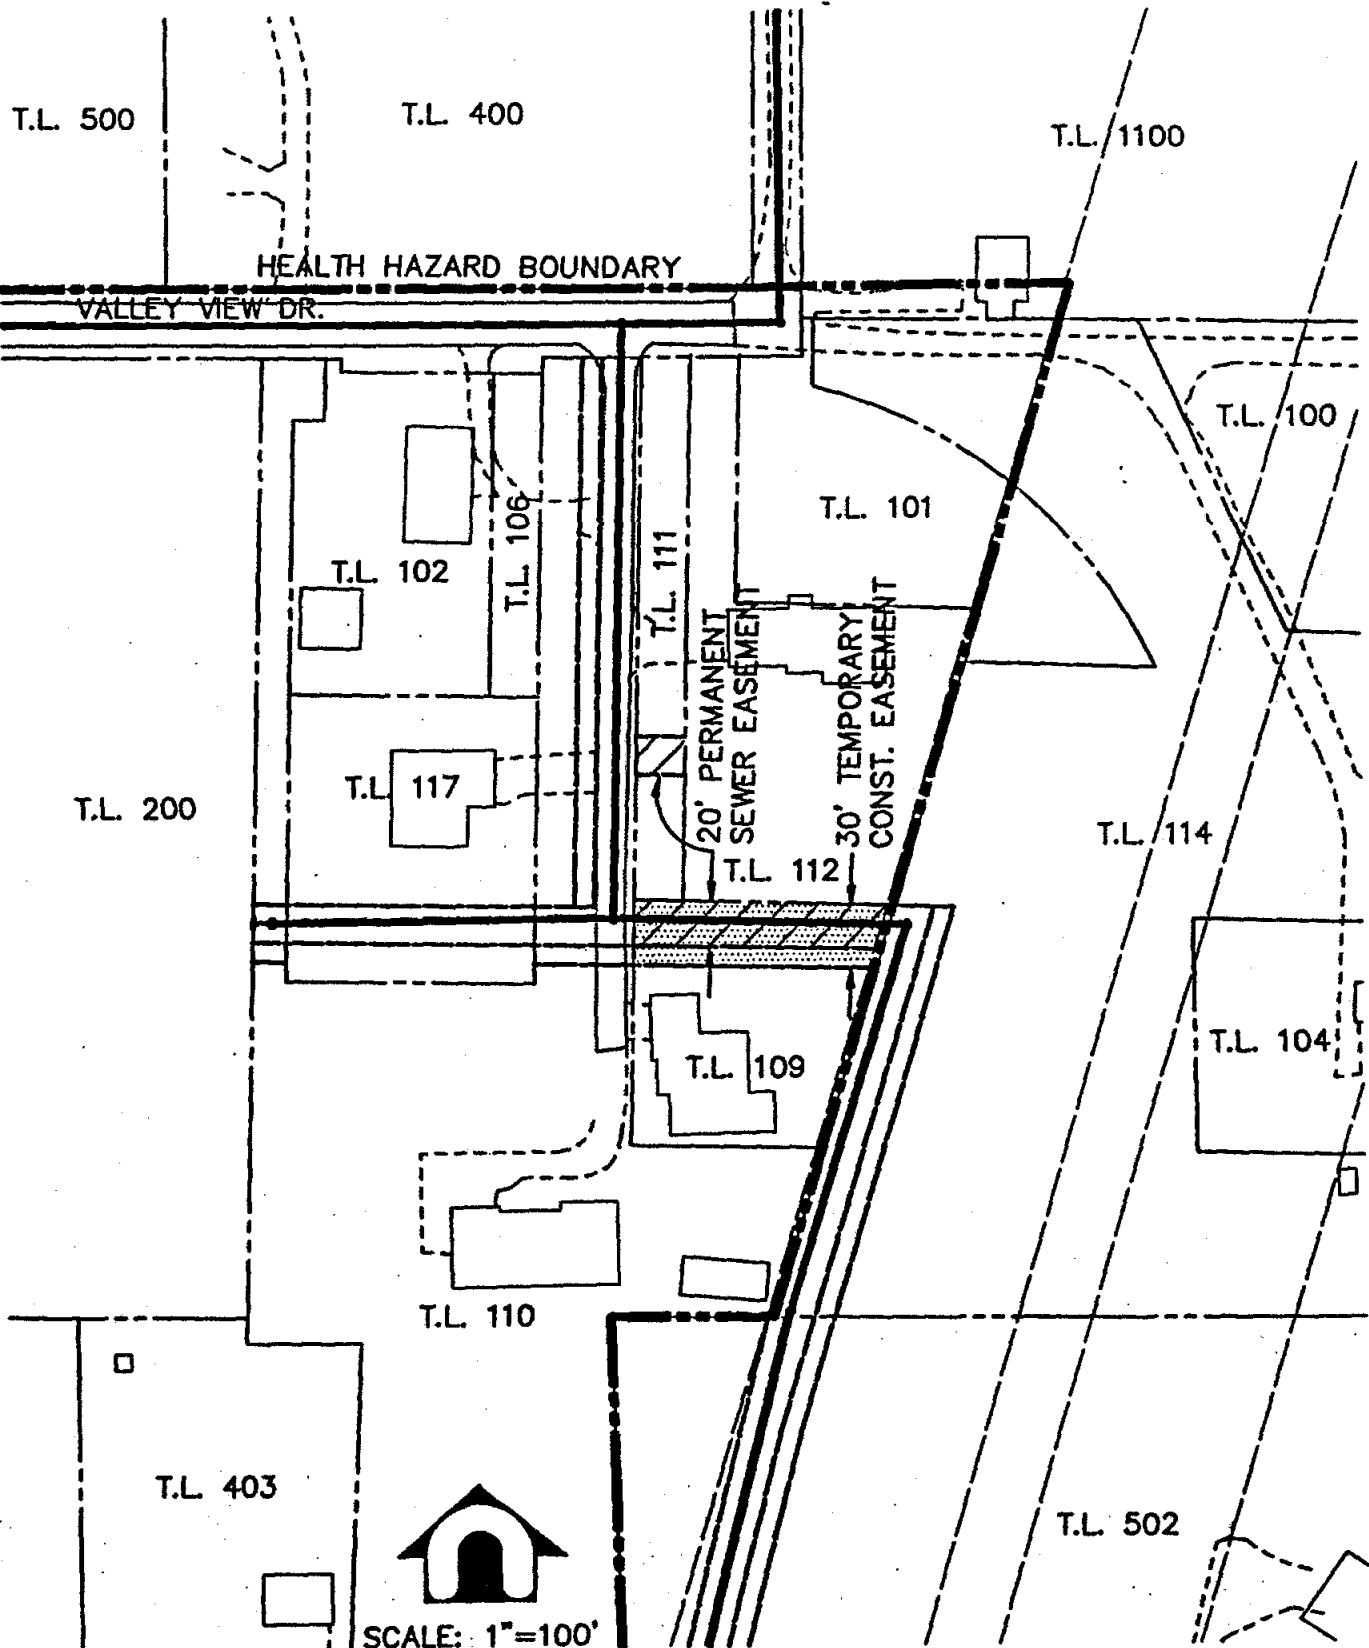 T.L. 500
T.L. 400
T.L. 1100
HEALTH HAZARD BOUNDARY
VALLEY VIEW DR.
T.L. 100
T.L. 101
T.L. 106
T.L. 111
T.L. 102
20' PERMANENT
SEWER EASEMENT
30' TEMPORARY
CONST. EASEMENT
T.L. 117
T.L. 200
T.L. 114
T.L. 112
T.L. 104
T.L. 109
T.L. 110
T.L. 403
T.L. 502
SCALE: 1"=100'